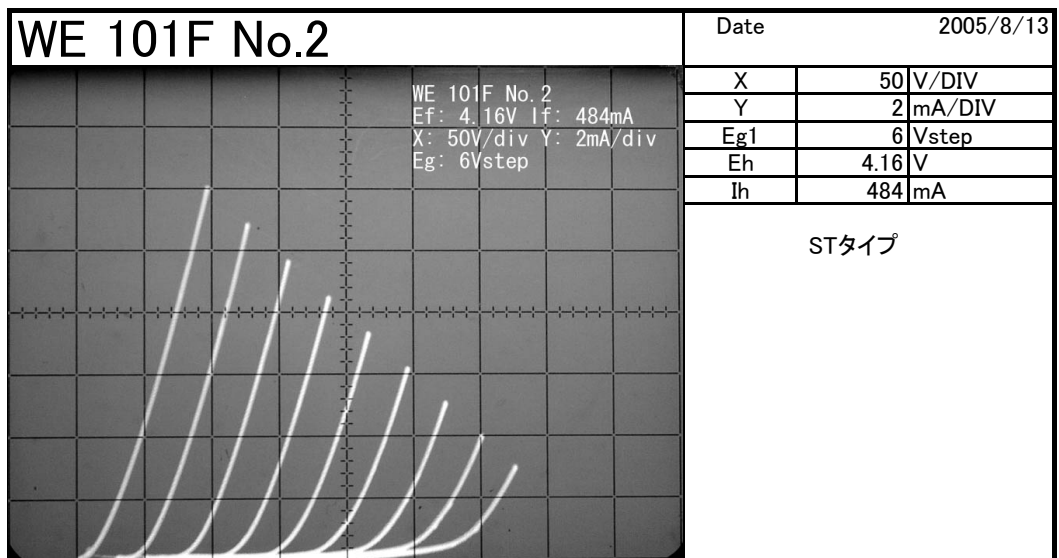 WE 101F No.2
Date 2005/8/13
WE 101F No.2
Ef: 4.16V If: 484mA
X: 50V/div Y: 2mA/div
Eg: 6Vstep
X 50 V/DIV
Y 2 mA/DIV
Eg1 6 Vstep
Eh 4.16 V
Ih 484 mA
STタイプ